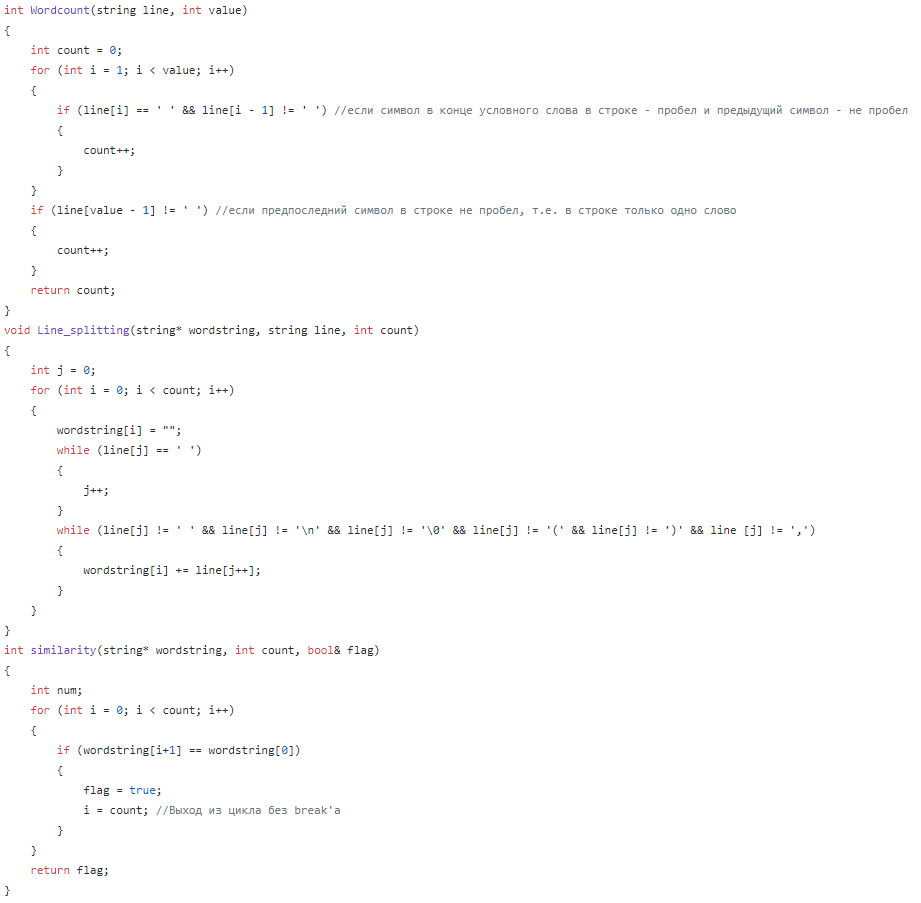 int Wordcount(string line, int value)
{
    int count = 0;
    for (int i = 1; i < value; i++)
    {
        if (line[i] == ' ' && line[i - 1] != ' ') //если символ в конце условного слова в строке - пробел и предыдущий символ - не пробел
        {
            count++;
        }
    }
    if (line[value - 1] != ' ') //если предпоследний символ в строке не пробел, т.е. в строке только одно слово
    {
        count++;
    }
    return count;
}
void Line_splitting(string* wordstring, string line, int count)
{
    int j = 0;
    for (int i = 0; i < count; i++)
    {
        wordstring[i] = "";
        while (line[j] == ' ')
        {
            j++;
        }
        while (line[j] != ' ' && line[j] != '\n' && line[j] != '\0' && line[j] != '(' && line[j] != ')' && line [j] != ',')
        {
            wordstring[i] += line[j++];
        }
    }
}
int similarity(string* wordstring, int count, bool& flag)
{
    int num;
    for (int i = 0; i < count; i++)
    {
        if (wordstring[i+1] == wordstring[0])
        {
            flag = true;
            i = count; //Выход из цикла без break'а
        }
    }
    return flag;
}